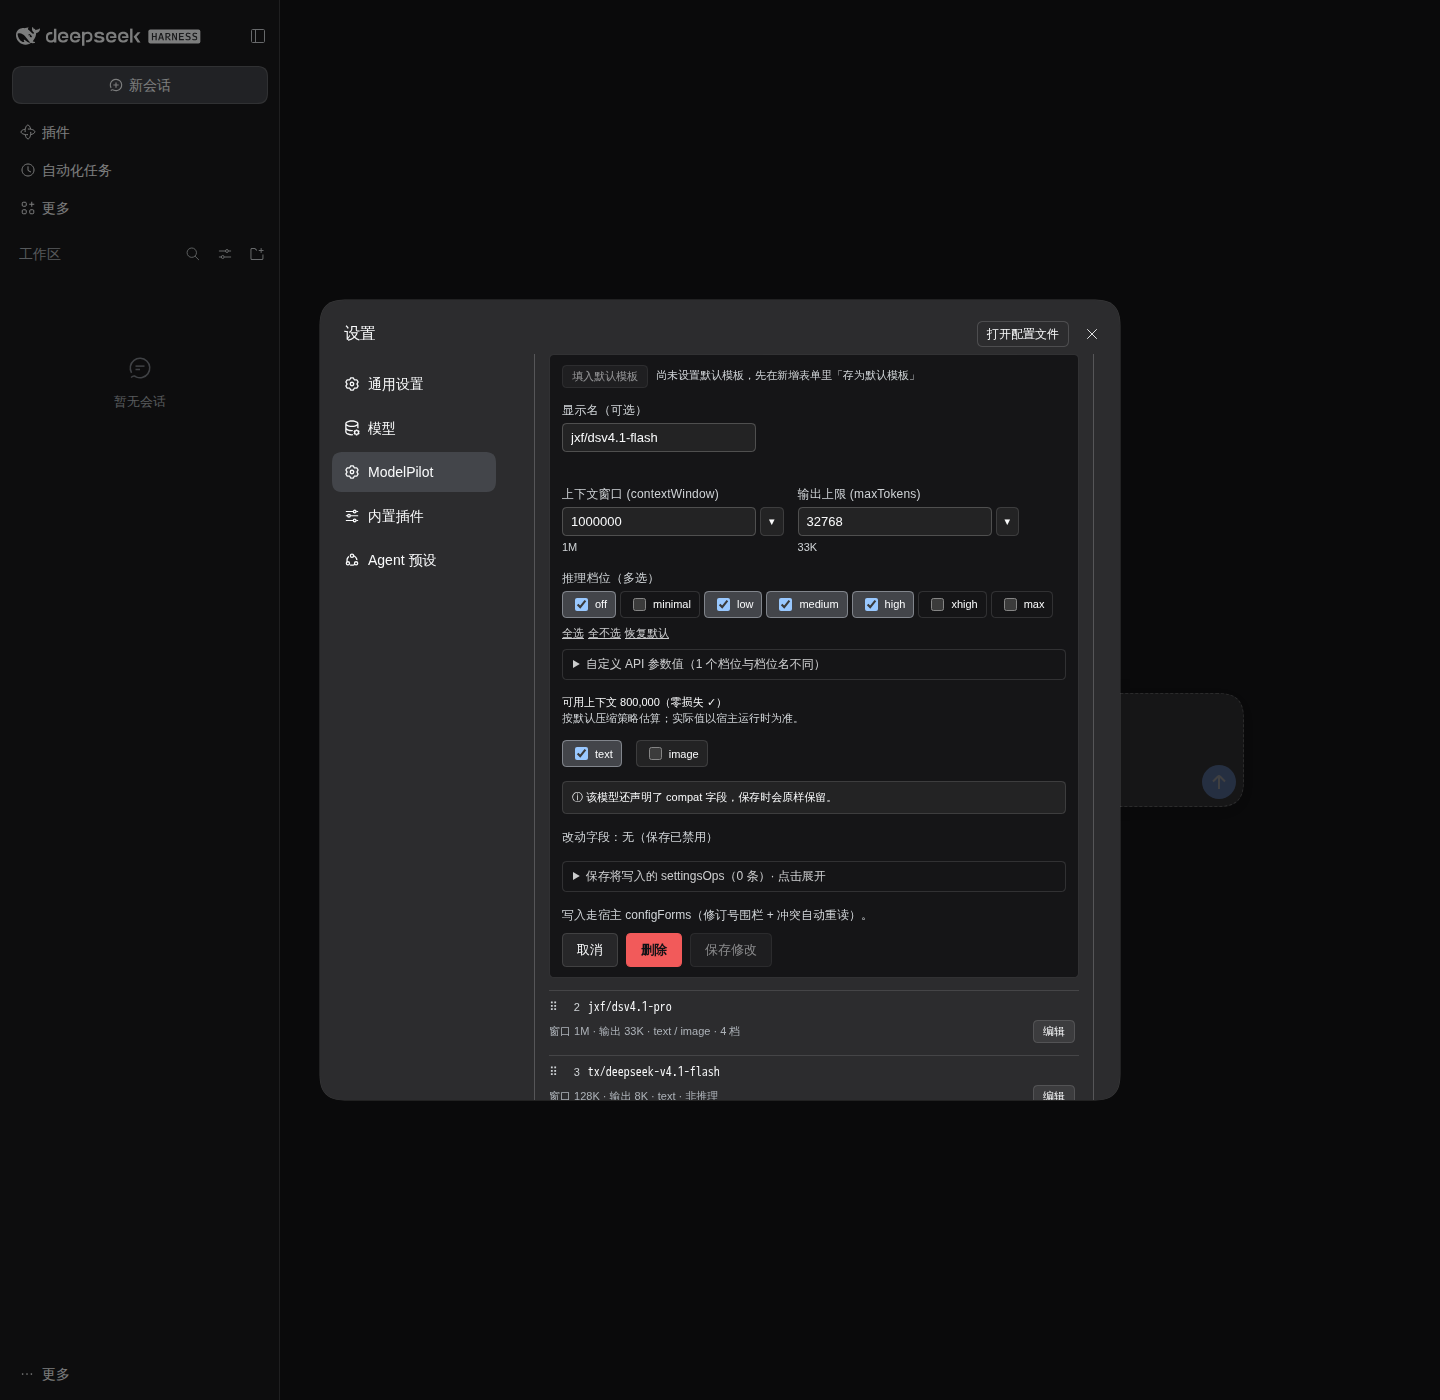 deepseek HARNESS
新会话
插件
自动化任务
更多
工作区
暂无会话
更多
设置
打开配置文件
通用设置
模型
ModelPilot
内置插件
Agent 预设
填入默认模板 尚未设置默认模板，先在新增表单里「存为默认模板」
显示名（可选）
jxf/dsv4.1-flash
上下文窗口 (contextWindow) 输出上限 (maxTokens)
1000000 ▾ 32768 ▾
1M 33K
推理档位（多选）
off minimal low medium high xhigh max
全选 全不选 恢复默认
▶ 自定义 API 参数值（1 个档位与档位名不同）
可用上下文 800,000（零损失 ✓）
按默认压缩策略估算；实际值以宿主运行时为准。
text image
ⓘ 该模型还声明了 compat 字段，保存时会原样保留。
改动字段：无（保存已禁用）
▶ 保存将写入的 settingsOps（0 条）· 点击展开
写入走宿主 configForms（修订号围栏 + 冲突自动重读）。
取消 删除 保存修改
⠿ 2 jxf/dsv4.1-pro
窗口 1M · 输出 33K · text / image · 4 档 编辑
⠿ 3 tx/deepseek-v4.1-flash
窗口 128K · 输出 8K · text · 非推理 编辑